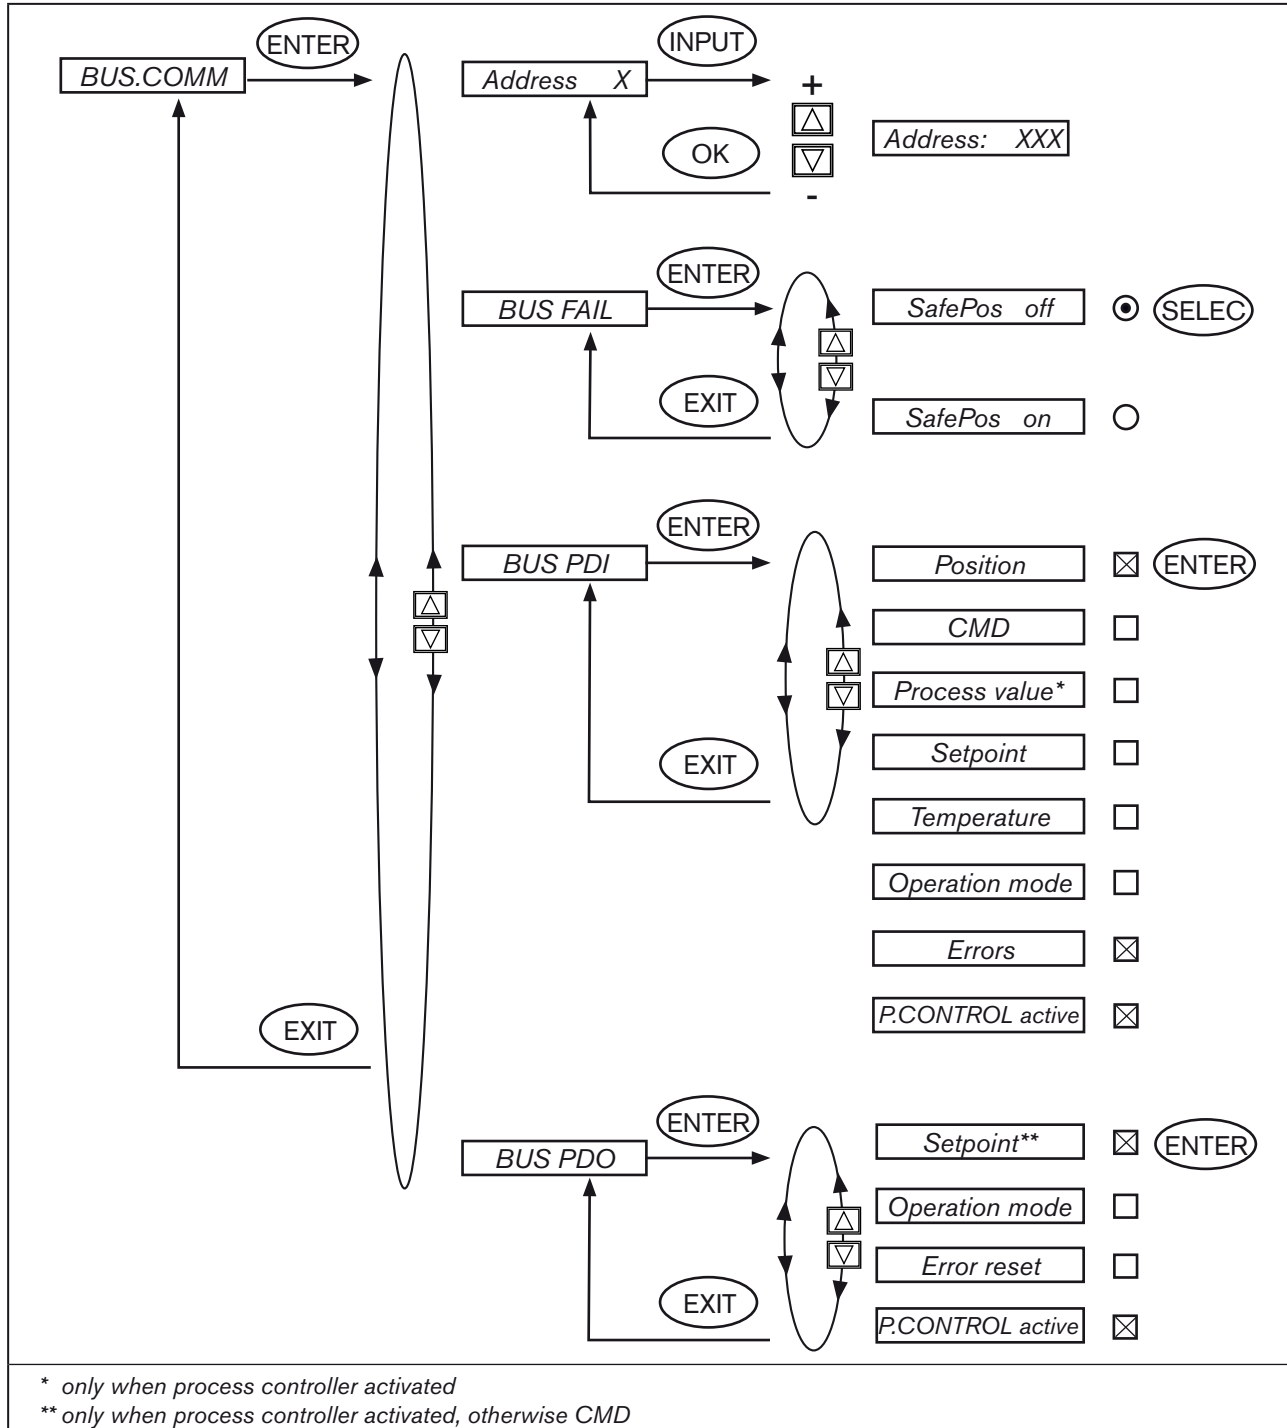 ENTER
BUS.COMM
INPUT
Address X
+
OK
Address: XXX
-
ENTER
BUS FAIL
SafePos off
SELEC
EXIT
SafePos on
ENTER
BUS PDI
Position
ENTER
CMD
Process value*
Setpoint
EXIT
Temperature
Operation mode
Errors
P.CONTROL active
EXIT
ENTER
BUS PDO
Setpoint**
ENTER
Operation mode
Error reset
EXIT
P.CONTROL active
* only when process controller activated
** only when process controller activated, otherwise CMD